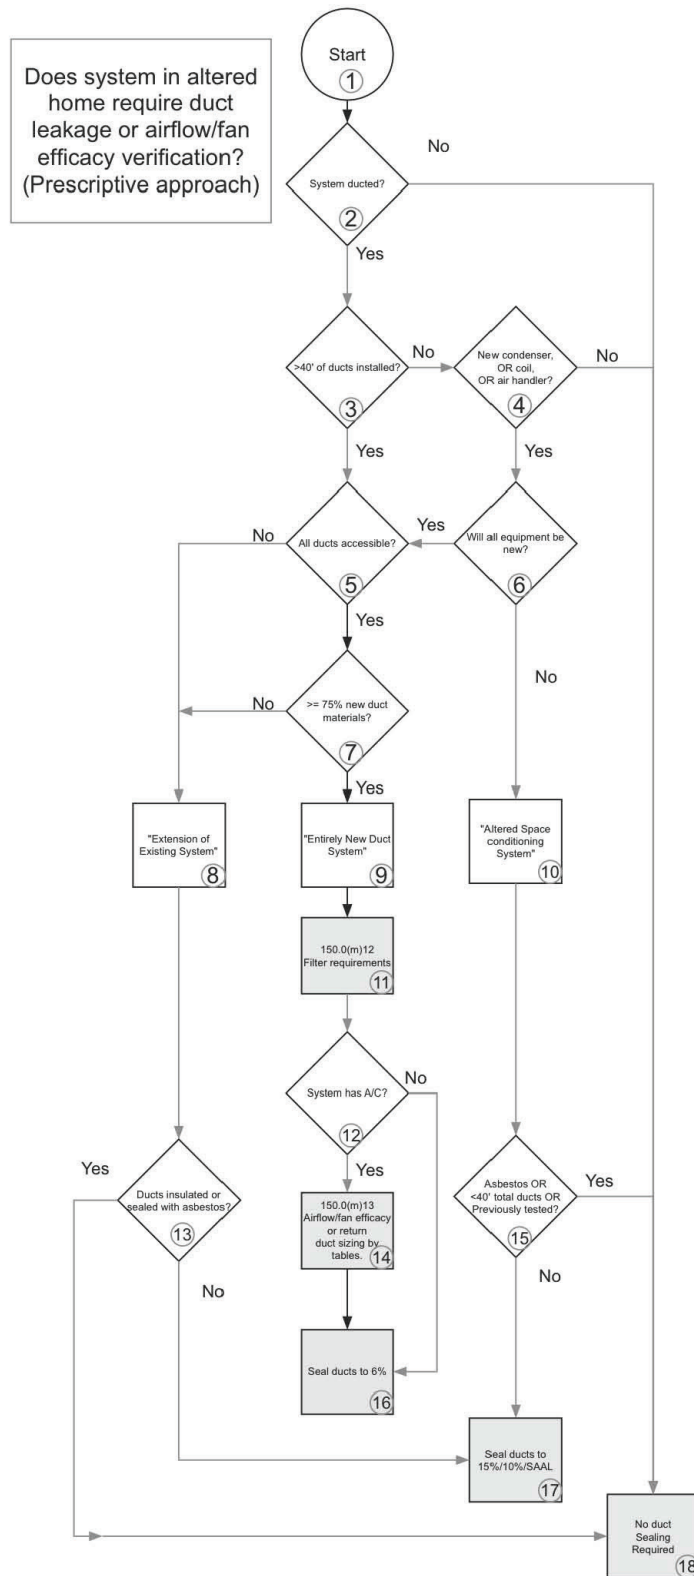 Does system in altered
home require duct
leakage or airflow/fan
efficacy verification?
(Prescriptive approach)
Start
1
No
System ducted?
2
Yes
>40' of ducts installed?
3
No
New condenser,
OR coil,
OR air handler?
4
No
Yes
Yes
No
All ducts accessible?
5
Yes
Will all equipment be
new?
6
Yes
No
No
>= 75% new duct
materials?
7
Yes
"Extension of
Existing System"
8
"Entirely New Duct
System"
9
"Altered Space
conditioning
System"
10
150.0(m)12
Filter requirements
11
System has A/C?
12
No
Yes
Yes
Ducts insulated or
sealed with asbestos?
13
No
150.0(m)13
Airflow/fan efficacy
or return
duct sizing by
tables.
14
Asbestos OR
<40' total ducts OR
Previously tested?
15
Yes
No
Seal ducts to 6%
16
Seal ducts to
15%/10%/SAAL
17
No duct
Sealing
Required
18